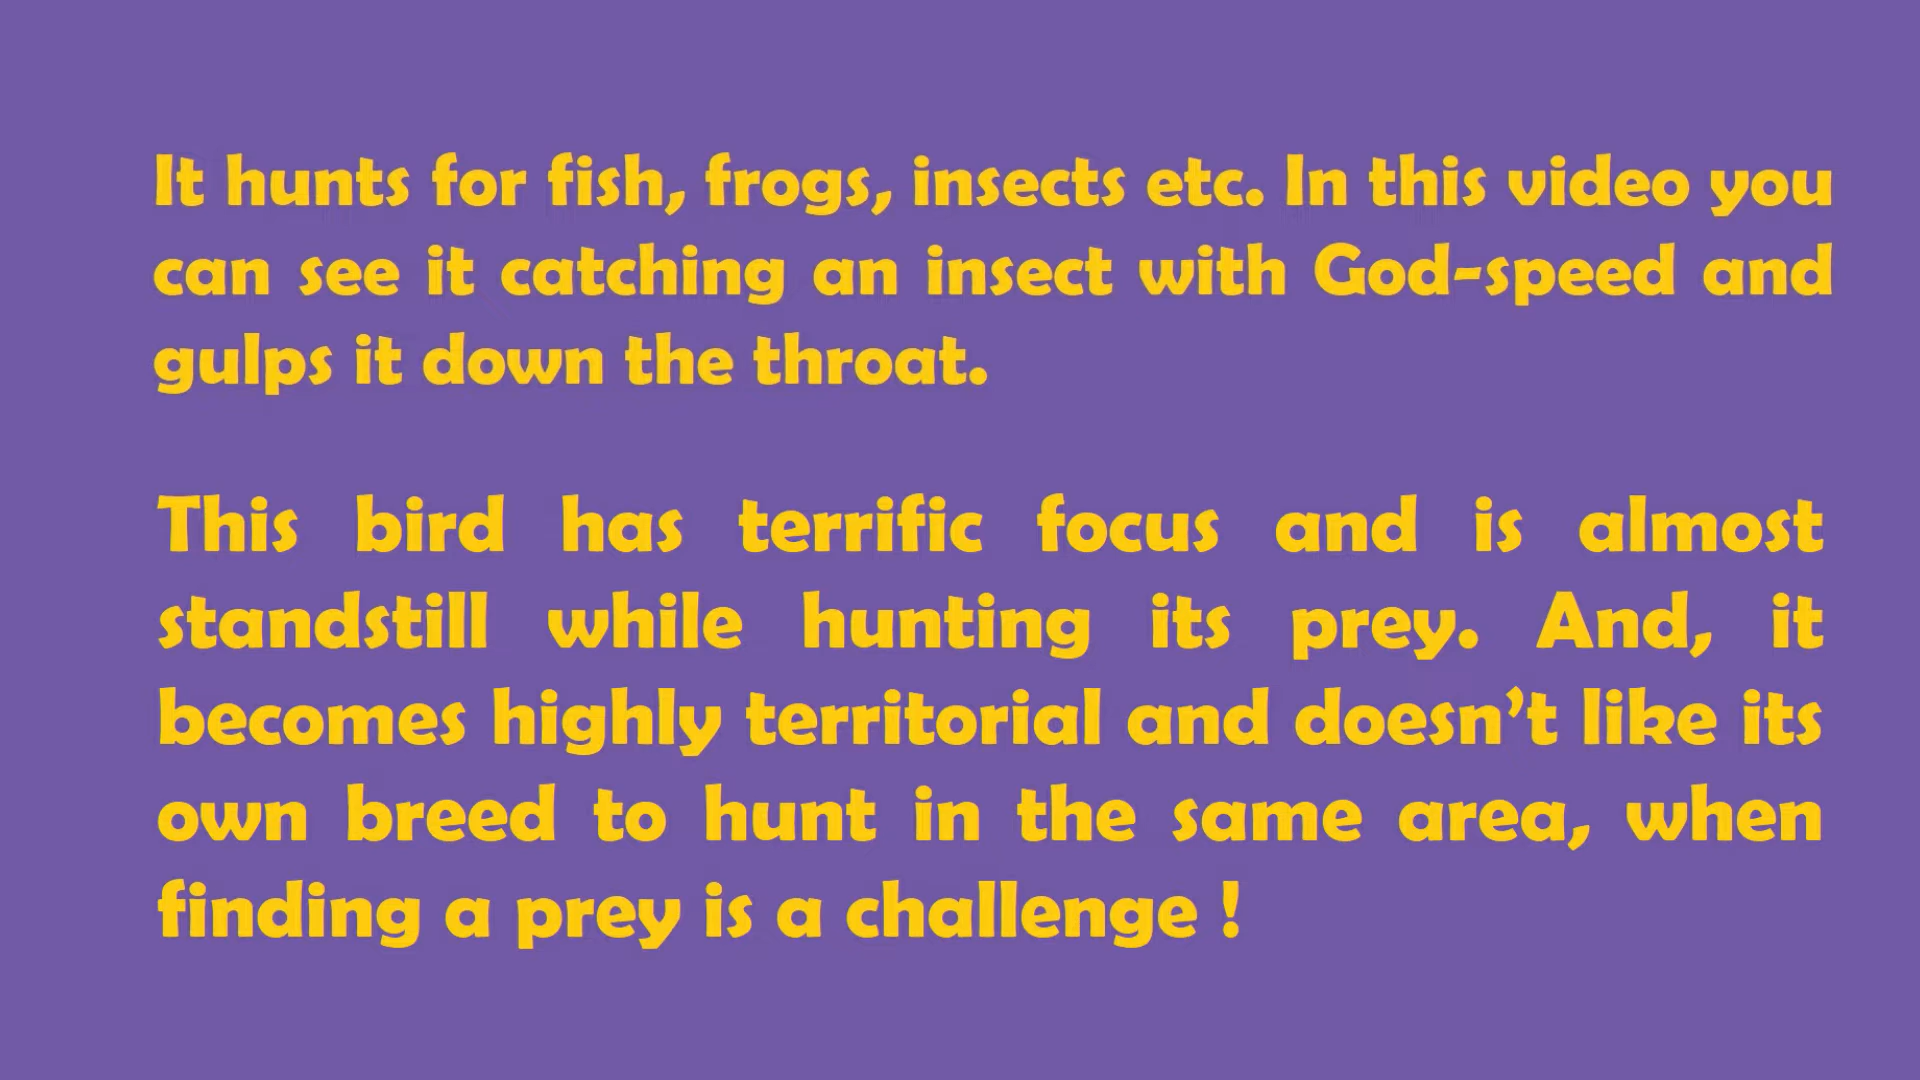 It hunts for fish, frogs, insects etc. In this video you
can see it catching an insect with God-speed and
gulps it down the throat.
This bird has terrific focus and is almost
standstill while hunting its prey. And, it
becomes highly territorial and doesn’t like its
own breed to hunt in the same area, when
finding a prey is a challenge !